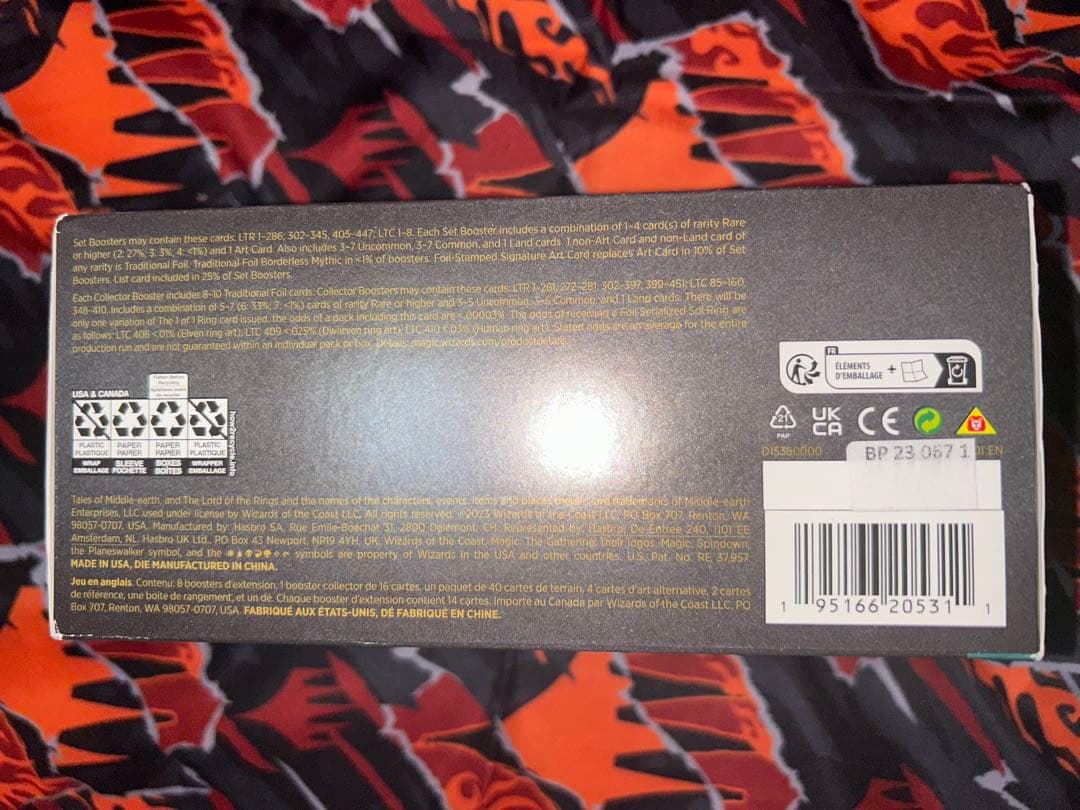 Set Boosters may contain these cards: LTR 1-286, 302-345, 405-447; LTC 1-8. Each Set Booster includes a combination of 1-4 card(s) of rarity Rare
or higher (2: 27%; 3: 3%; 4: <1%) and 1 Art Card. Also includes 3-7 Uncommon, 3-7 Common, and 1 Land cards. 1 non-Art Card and non-Land card of
any rarity is Traditional Foil. Traditional Foil Borderless Mythic in <1% of boosters. Foil-Stamped Signature Art Card replaces Art Card in 10% of Set
Boosters. List card included in 25% of Set Boosters.
Each Collector Booster includes 8-10 Traditional Foil cards. Collector Boosters may contain these cards: LTR 1-261, 272-281, 302-397, 399-451; LTC 85-160,
348-410. Includes a combination of 5-7 (6: 33%; 7: <1%) cards of rarity Rare or higher and 3-5 Uncommon, 3-6 Common, and 1 Land cards. There will be
only one variation of The 1 of 1 Ring card issued, the odds of a pack including this card are <.00003%. The odds of receiving a Foil Serialized Sol Ring are
as follows: LTC 408 <.01% (Elven ring art); LTC 409 <.025% (Dwarven ring art); LTC 410 <.03% (Human ring art). Stated odds are an average for the entire
production run and are not guaranteed within an individual pack or box. Details: magic.wizards.com/productdetails.
FR
ÉLÉMENTS
D'EMBALLAGE +
USA & CANADA
PLASTIC PAPER PAPER PLASTIC
PLASTIQUE PAPIER PAPIER PLASTIQUE
WRAP SLEEVE BOXES WRAPPER
EMBALLAGE POCHETTE BOÎTES EMBALLAGE
how2recycle.info
21
PAP
UK
CA
CE
D15360000
BP 23 067 1
EN
Tales of Middle-earth, and The Lord of the Rings and the names of the characters, events, items and places therein, are trademarks of Middle-earth
Enterprises, LLC used under license by Wizards of the Coast LLC. All rights reserved. ©2023 Wizards of the Coast LLC, PO Box 707, Renton, WA
98057-0707, USA. Manufactured by: Hasbro SA, Rue Emile-Boéchat 31, 2800 Delémont, CH. Represented by: Hasbro, De Entree 240, 1101 EE
Amsterdam, NL. Hasbro UK Ltd., PO Box 43 Newport, NP19 4YH, UK. Wizards of the Coast, Magic: The Gathering, their logos, Magic, Spindown,
the Planeswalker symbol, and the symbols are property of Wizards in the USA and other countries. U.S. Pat. No. RE 37,957.
MADE IN USA, DIE MANUFACTURED IN CHINA.
Jeu en anglais. Contenu: 8 boosters d'extension, 1 booster collector de 16 cartes, un paquet de 40 cartes de terrain, 4 cartes d'art alternative, 2 cartes
de référence, une boîte de rangement, et un dé. Chaque booster d'extension contient 14 cartes. Importé au Canada par Wizards of the Coast LLC, PO
Box 707, Renton, WA 98057-0707, USA. FABRIQUÉ AUX ÉTATS-UNIS, DÉ FABRIQUÉ EN CHINE.
1 95166 20531 1